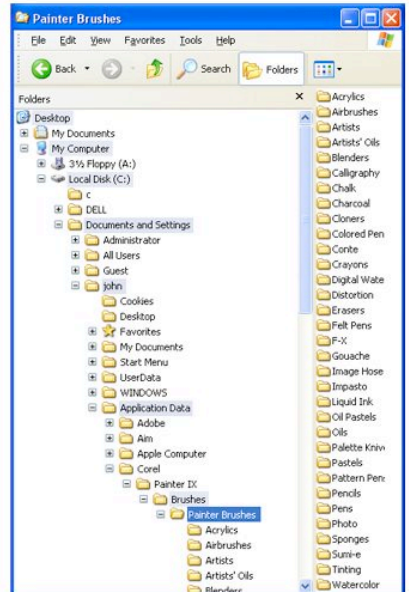 Painter Brushes
File Edit View Favorites Tools Help
Back Search Folders
Folders
Desktop
My Documents
My Computer
3½ Floppy (A:)
Local Disk (C:)
c
DELL
Documents and Settings
Administrator
All Users
Guest
john
Cookies
Desktop
Favorites
My Documents
Start Menu
UserData
WINDOWS
Application Data
Adobe
Aim
Apple Computer
Corel
Painter IX
Brushes
Painter Brushes
Acrylics
Airbrushes
Artists
Artists' Oils
Blenders
Acrylics
Airbrushes
Artists
Artists' Oils
Blenders
Calligraphy
Chalk
Charcoal
Cloners
Colored Pen
Conte
Crayons
Digital Wate
Distortion
Erasers
Felt Pens
F-X
Gouache
Image Hose
Impasto
Liquid Ink
Oil Pastels
Oils
Palette Kniv
Pastels
Pattern Pen
Pencils
Pens
Photo
Sponges
Sumi-e
Tinting
Watercolor